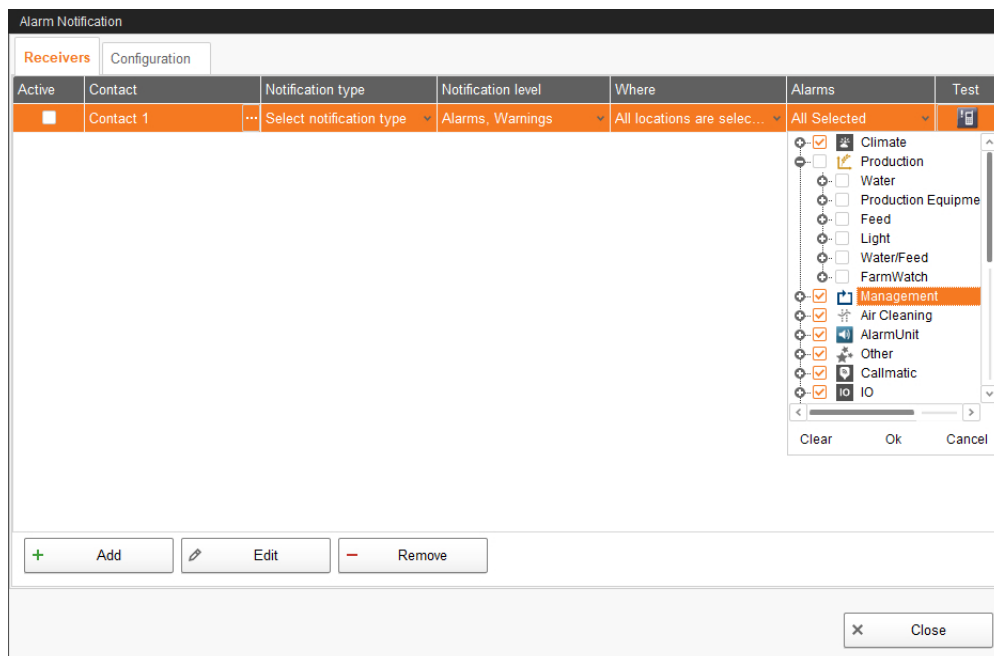 Alarm Notification
Receivers Configuration
Active Contact Notification type Notification level Where Alarms Test
Contact 1 ... Select notification type Alarms, Warnings All locations are selec... All Selected
Climate
Production
Water
Production Equipme
Feed
Light
Water/Feed
FarmWatch
Management
Air Cleaning
AlarmUnit
Other
Callmatic
IO IO
Clear Ok Cancel
Add Edit Remove
Close